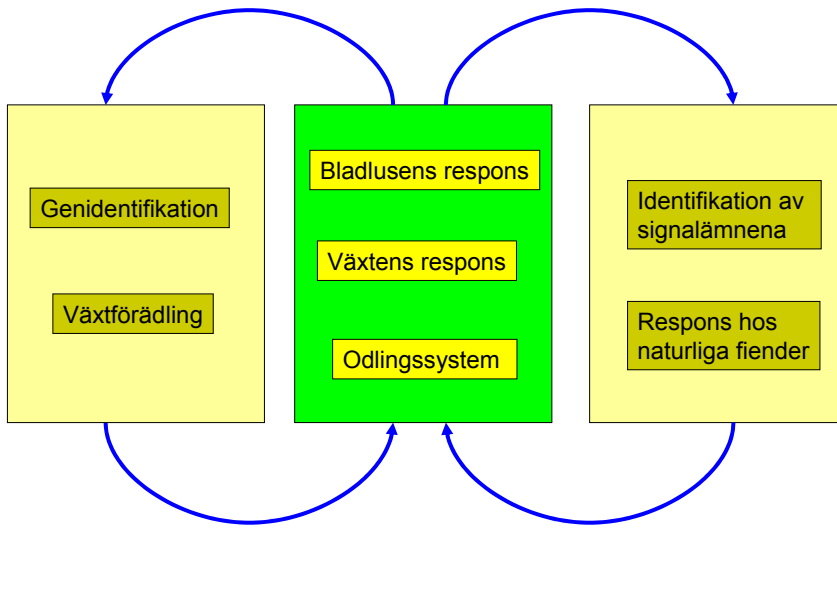 Genidentifikation
Växtförädling
Bladlusens respons
Växtens respons
Odlingssystem
Identifikation av
signalämnena
Respons hos
naturliga fiender